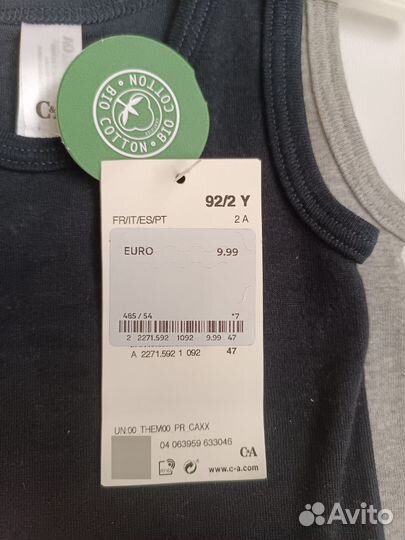 BIO COTTON · BIO COTTON
C&A
92/2 Y
FR/IT/ES/PT 2 A
EURO 9.99
485 / 54 *7
2 2271.592 1092 9.99 47
A 2271.592 1 092 47
UN:00 THEM00 PR CAXX
04 063959 633046 C&A
www.c-a.com
Avito